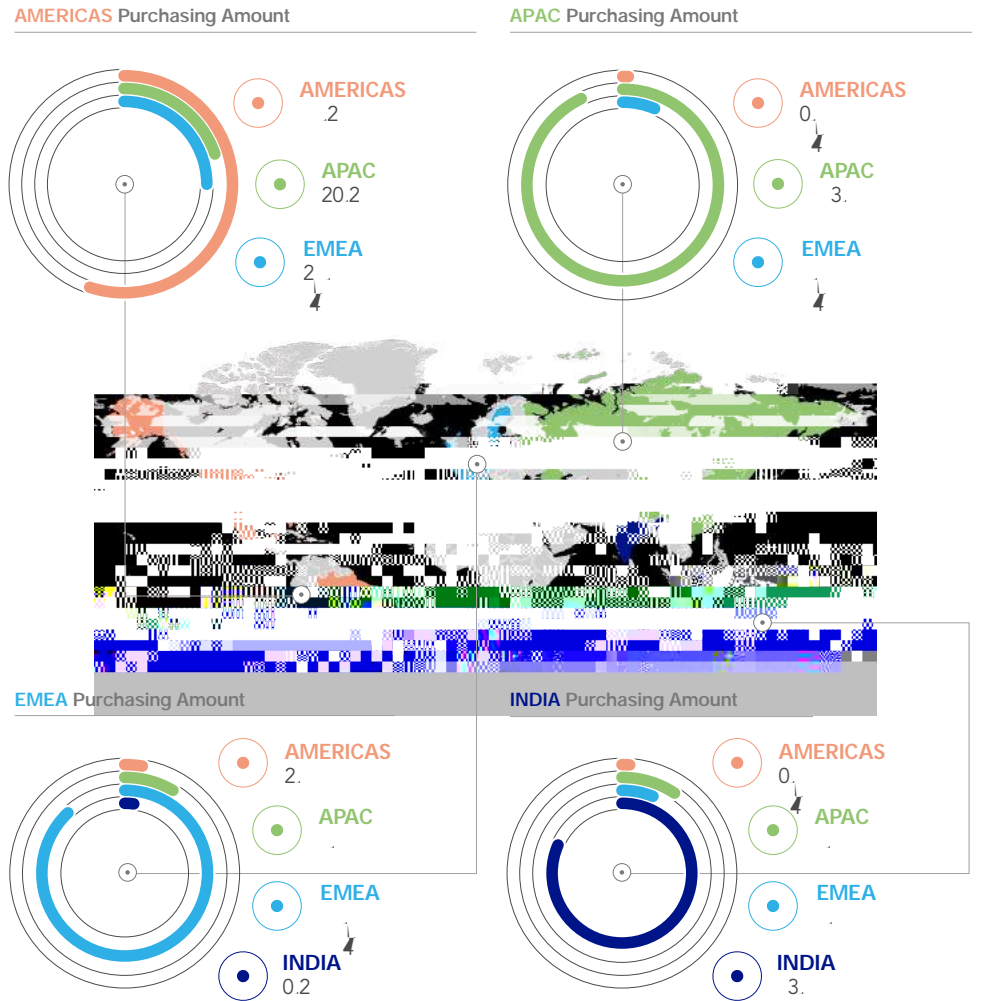 AMERICAS Purchasing Amount
AMERICAS
.2
APAC
20.2
EMEA
2
APAC Purchasing Amount
AMERICAS
0.
APAC
3.
EMEA
EMEA Purchasing Amount
AMERICAS
2.
APAC
EMEA
INDIA
0.2
INDIA Purchasing Amount
AMERICAS
0.
APAC
EMEA
INDIA
3.